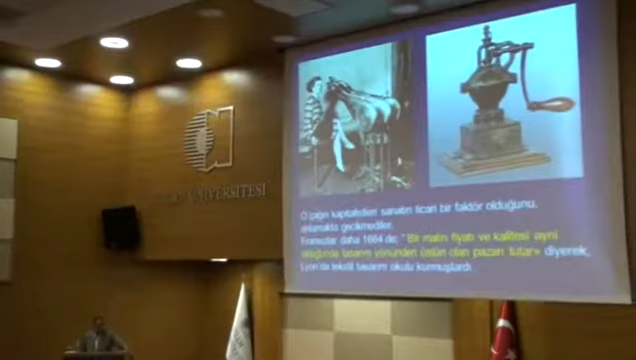 ÜNİVERSİTESİ
O çağın kapitalistleri sanatın ticari bir faktör olduğunu,
anlamakta gecikmediler.
Fransızlar daha 1664 de, " Bir malın fiyatı ve kalitesi ayni
olduğunda tasarım yönünden üstün olan pazarı tutar» diyerek,
Lyon'da tekstil tasarım okulu kurmuşlardı